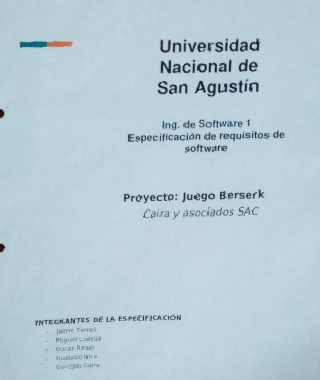 Universidad
Nacional de
San Agustín
Ing. de Software 1
Especificación de requisitos de
software
Proyecto: Juego Berserk
Caira y asociados SAC
INTEGRANTES DE LA ESPECIFICACIÓN
- Jaime Torres
- Miguel Loayza
- Oscar Rosas
- Gustavo
- Gonzalo Caira